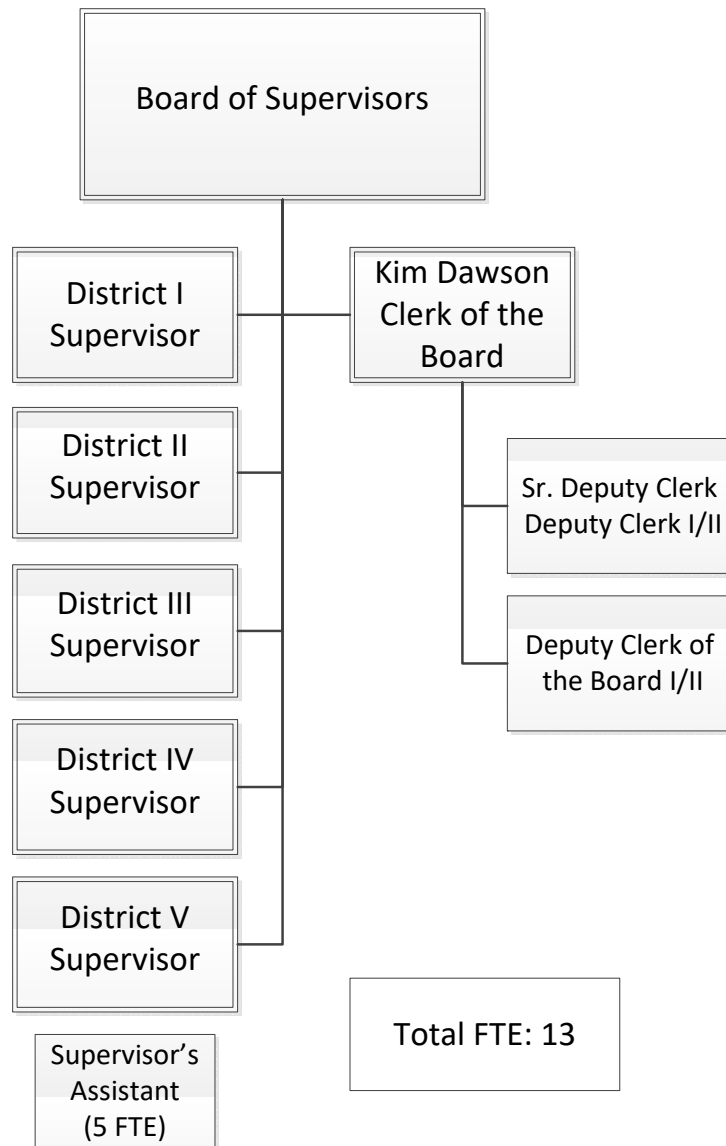 Board of Supervisors
District I
Supervisor
Kim Dawson
Clerk of the
Board
District II
Supervisor
Sr. Deputy Clerk
Deputy Clerk I/II
District III
Supervisor
Deputy Clerk of
the Board I/II
District IV
Supervisor
District V
Supervisor
Total FTE: 13
Supervisor’s
Assistant
(5 FTE)